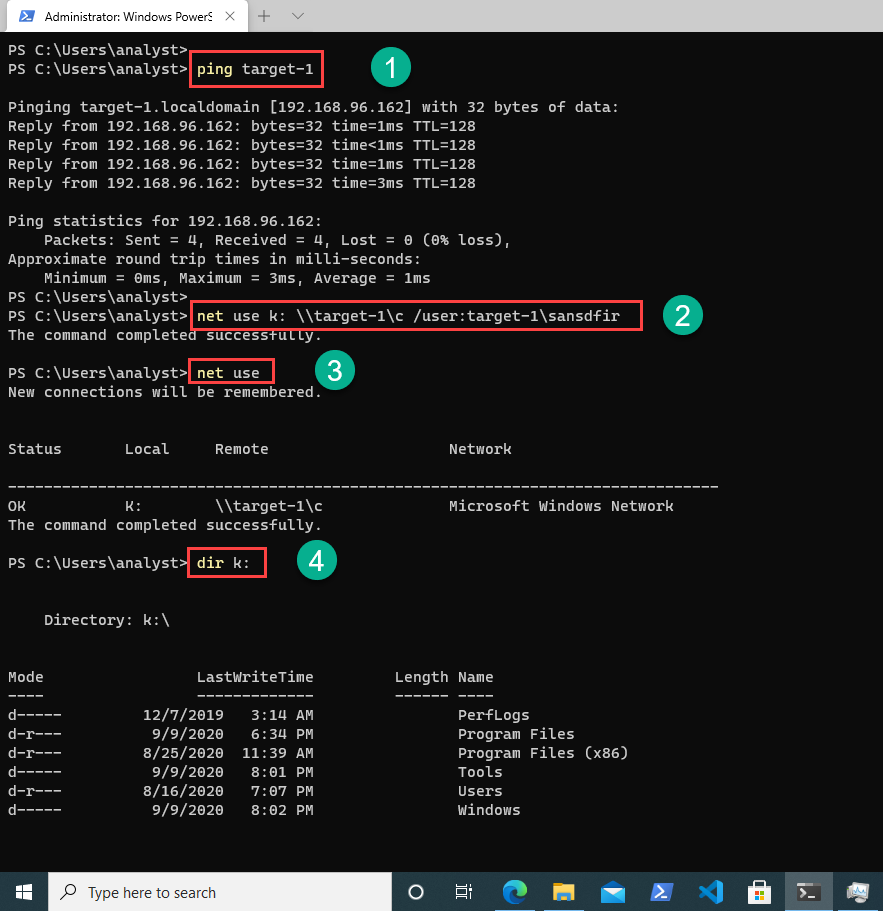 Administrator: Windows PowerS
PS C:\Users\analyst>
PS C:\Users\analyst> ping target-1
1
Pinging target-1.localdomain [192.168.96.162] with 32 bytes of data:
Reply from 192.168.96.162: bytes=32 time=1ms TTL=128
Reply from 192.168.96.162: bytes=32 time<1ms TTL=128
Reply from 192.168.96.162: bytes=32 time=1ms TTL=128
Reply from 192.168.96.162: bytes=32 time=3ms TTL=128
Ping statistics for 192.168.96.162:
    Packets: Sent = 4, Received = 4, Lost = 0 (0% loss),
Approximate round trip times in milli-seconds:
    Minimum = 0ms, Maximum = 3ms, Average = 1ms
PS C:\Users\analyst>
PS C:\Users\analyst> net use k: \\target-1\c /user:target-1\sansdfir
2
The command completed successfully.
PS C:\Users\analyst> net use
3
New connections will be remembered.
Status       Local     Remote                    Network
-------------------------------------------------------------------------------
OK           K:        \\target-1\c              Microsoft Windows Network
The command completed successfully.
PS C:\Users\analyst> dir k:
4
    Directory: k:\
Mode                 LastWriteTime         Length Name
----                 -------------         ------ ----
d-----         12/7/2019   3:14 AM                PerfLogs
d-r---          9/9/2020   6:34 PM                Program Files
d-r---         8/25/2020  11:39 AM                Program Files (x86)
d-----          9/9/2020   8:01 PM                Tools
d-r---         8/16/2020   7:07 PM                Users
d-----          9/9/2020   8:02 PM                Windows
Type here to search